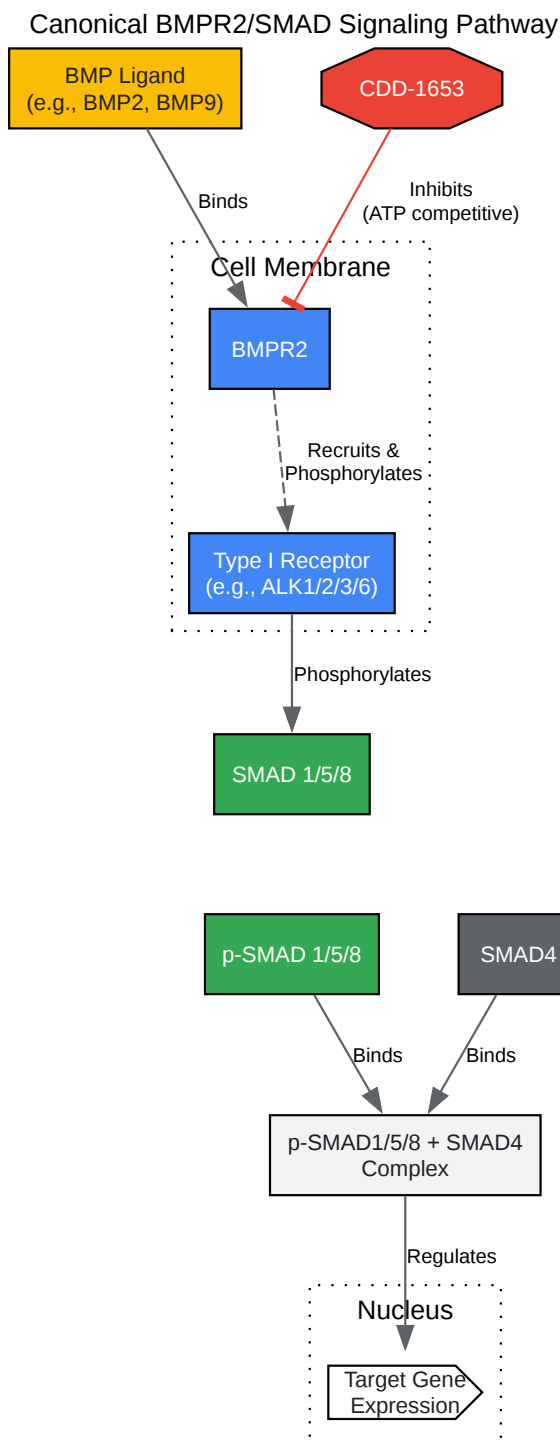 Canonical BMPR2/SMAD Signaling Pathway
BMP Ligand
(e.g., BMP2, BMP9)
CDD-1653
Binds
Inhibits
(ATP competitive)
Cell Membrane
BMPR2
Recruits &
Phosphorylates
Type I Receptor
(e.g., ALK1/2/3/6)
Phosphorylates
SMAD 1/5/8
p-SMAD 1/5/8
SMAD4
Binds
Binds
p-SMAD1/5/8 + SMAD4
Complex
Regulates
Nucleus
Target Gene
Expression